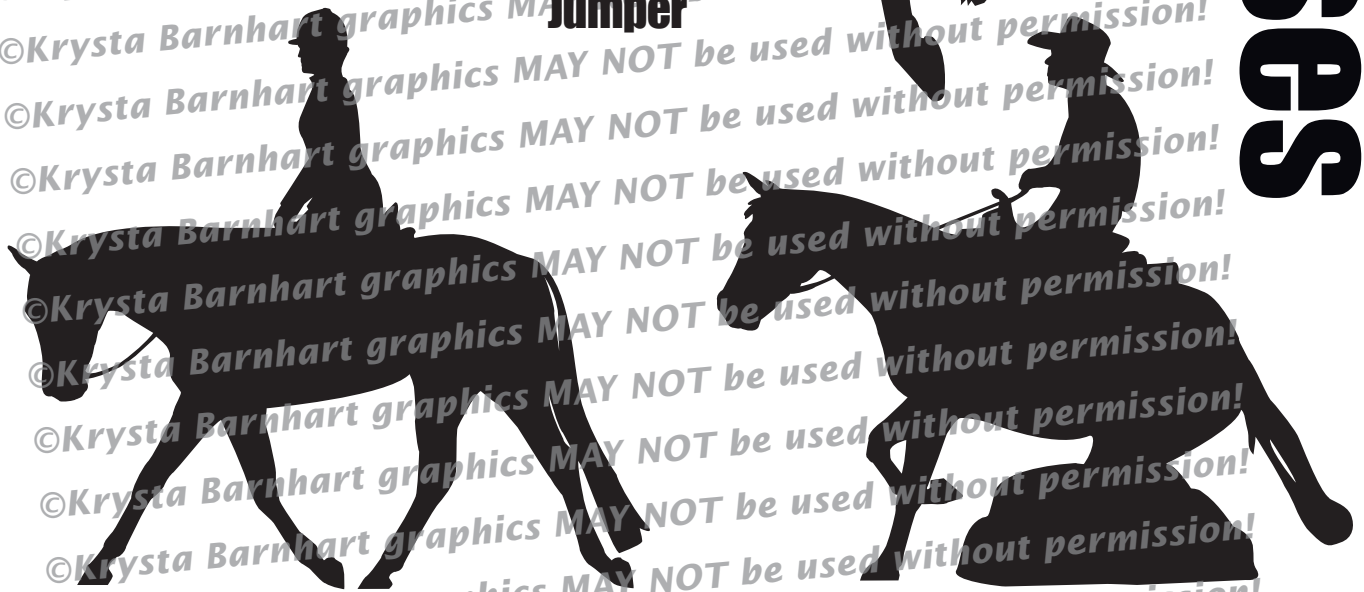 ©Krysta Barnhart graphics MAY NOT be used without permission!
Jumper
©Krysta Barnhart graphics MAY NOT be used without permission!
©Krysta Barnhart graphics MAY NOT be used without permission!
©Krysta Barnhart graphics MAY NOT be used without permission!
©Krysta Barnhart graphics MAY NOT be used without permission!
©Krysta Barnhart graphics MAY NOT be used without permission!
©Krysta Barnhart graphics MAY NOT be used without permission!
©Krysta Barnhart graphics MAY NOT be used without permission!
©Krysta Barnhart graphics MAY NOT be used without permission!
graphics MAY NOT be used without permission!
ses